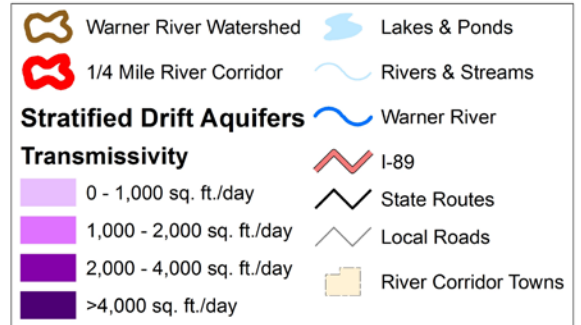 Warner River Watershed
1/4 Mile River Corridor
Stratified Drift Aquifers
Transmissivity
0 - 1,000 sq. ft./day
1,000 - 2,000 sq. ft./day
2,000 - 4,000 sq. ft./day
>4,000 sq. ft./day
Lakes & Ponds
Rivers & Streams
Warner River
I-89
State Routes
Local Roads
River Corridor Towns